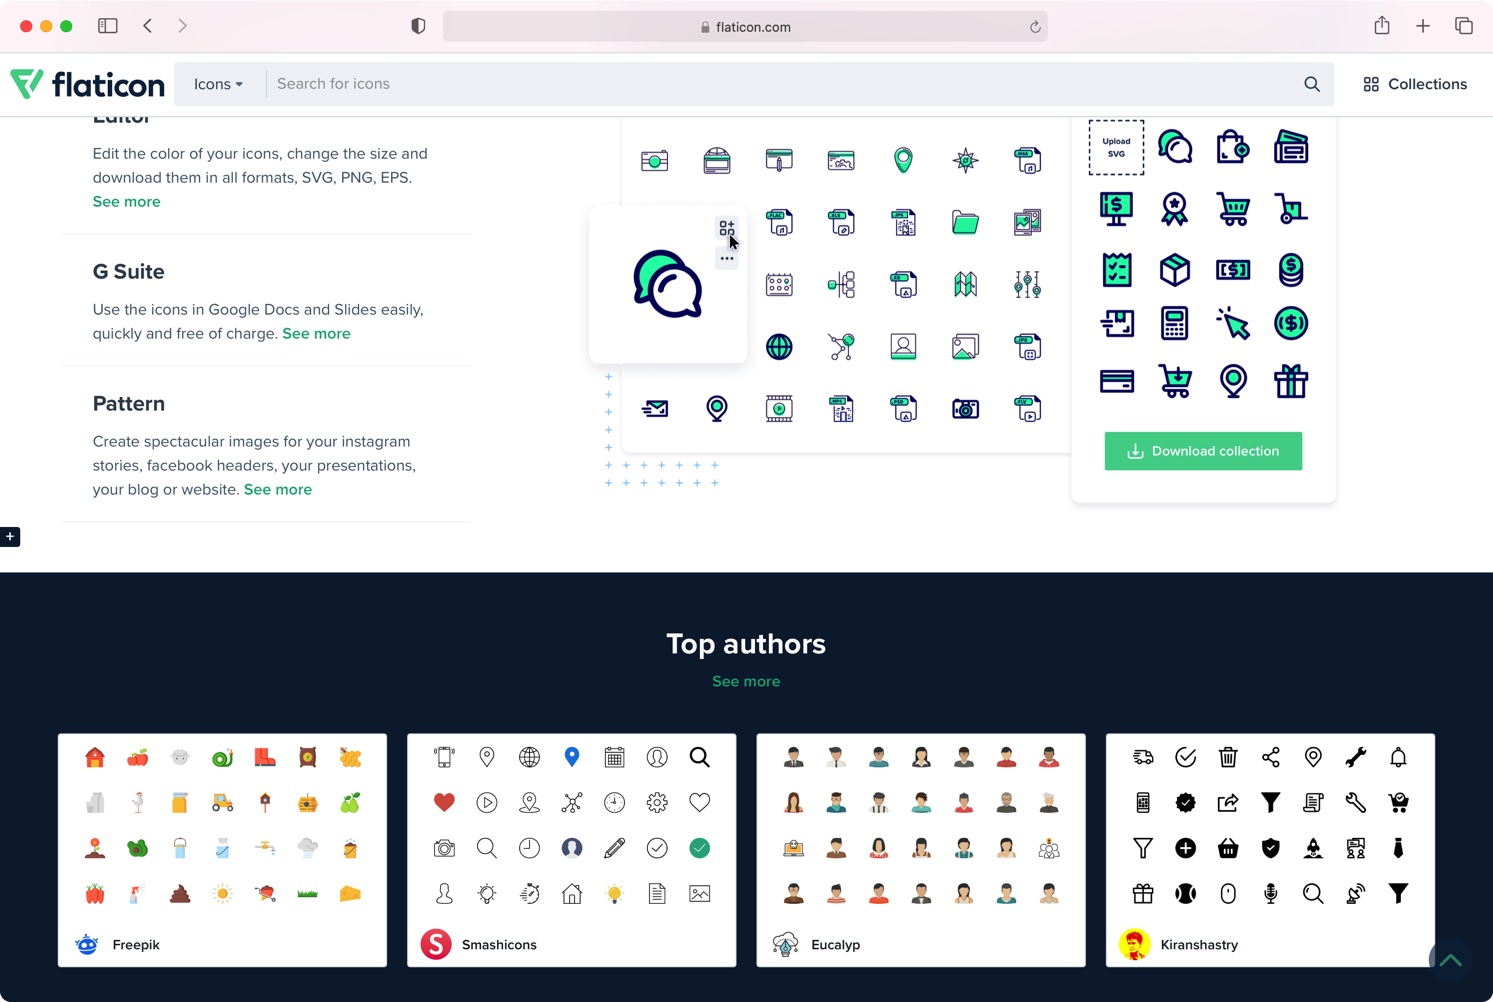 flaticon.com
flaticon
Icons
Search for icons
Collections
Editor
Edit the color of your icons, change the size and
download them in all formats, SVG, PNG, EPS.
See more
G Suite
Use the icons in Google Docs and Slides easily,
quickly and free of charge. See more
Pattern
Create spectacular images for your instagram
stories, facebook headers, your presentations,
your blog or website. See more
Upload
SVG
Download collection
Top authors
See more
Freepik
S
Smashicons
Eucalyp
Kiranshastry